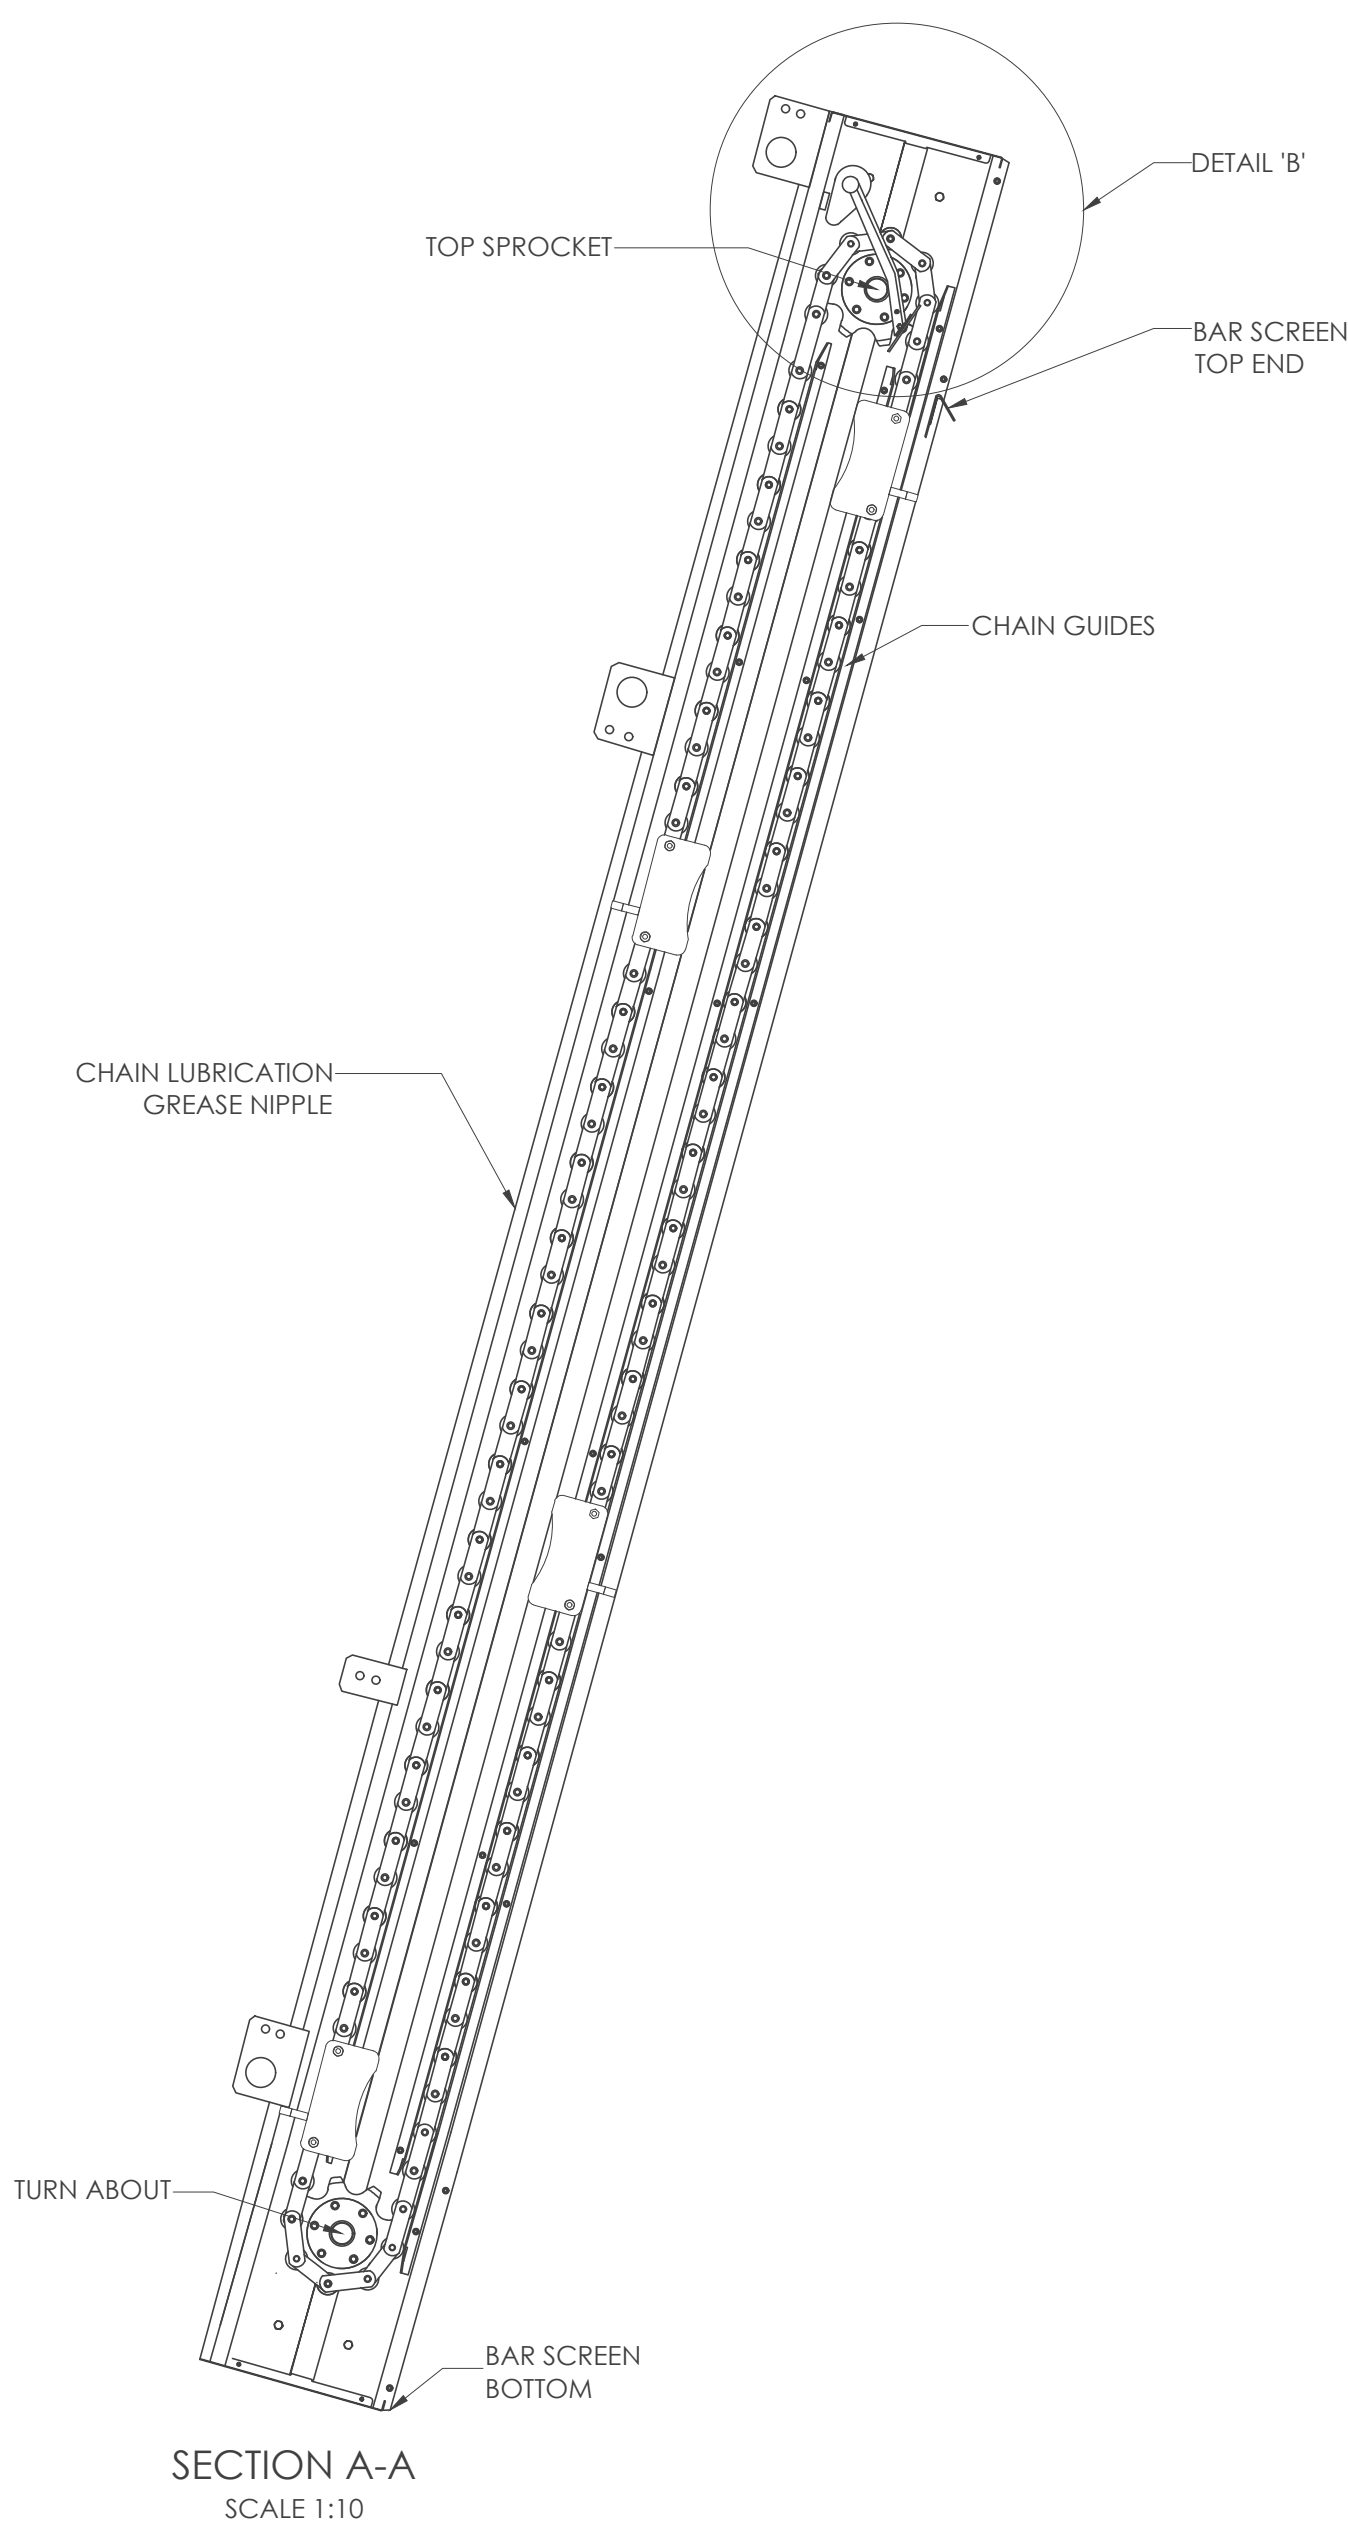 DETAIL 'B'
TOP SPROCKET
BAR SCREEN
TOP END
CHAIN GUIDES
CHAIN LUBRICATION
GREASE NIPPLE
TURN ABOUT
BAR SCREEN
BOTTOM
SECTION A-A
SCALE 1:10